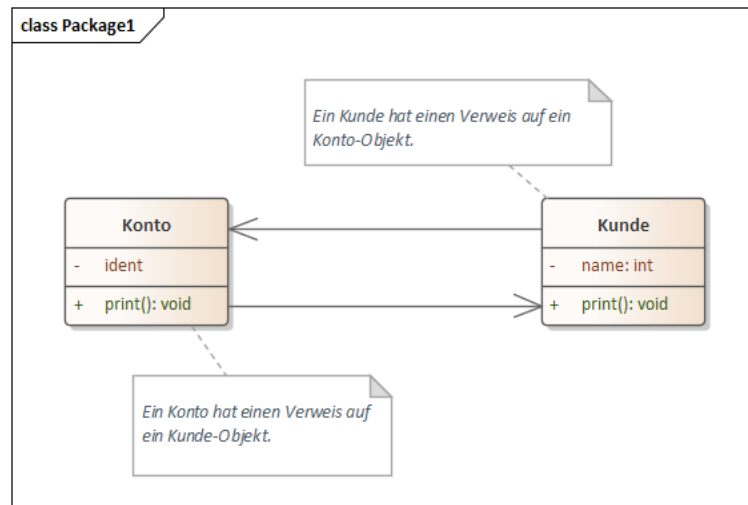 class Package1
Ein Kunde hat einen Verweis auf ein
Konto-Objekt.
Konto
- ident
+ print(): void
Kunde
- name: int
+ print(): void
Ein Konto hat einen Verweis auf
ein Kunde-Objekt.